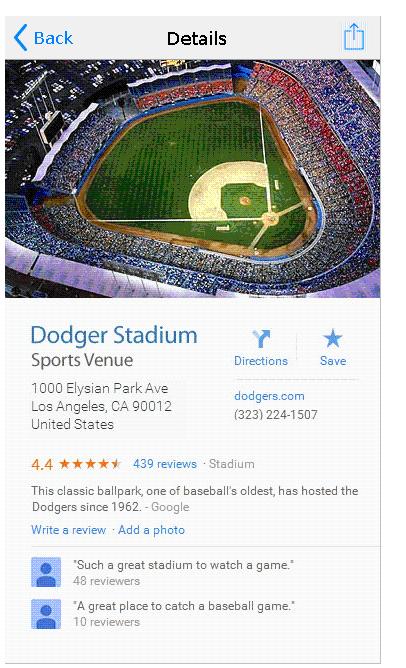 Back
Details
Dodger Stadium
Sports Venue
1000 Elysian Park Ave
Los Angeles, CA 90012
United States
Directions
Save
dodgers.com
(323) 224-1507
4.4 439 reviews · Stadium
This classic ballpark, one of baseball's oldest, has hosted the
Dodgers since 1962. - Google
Write a review · Add a photo
"Such a great stadium to watch a game."
48 reviewers
"A great place to catch a baseball game."
10 reviewers